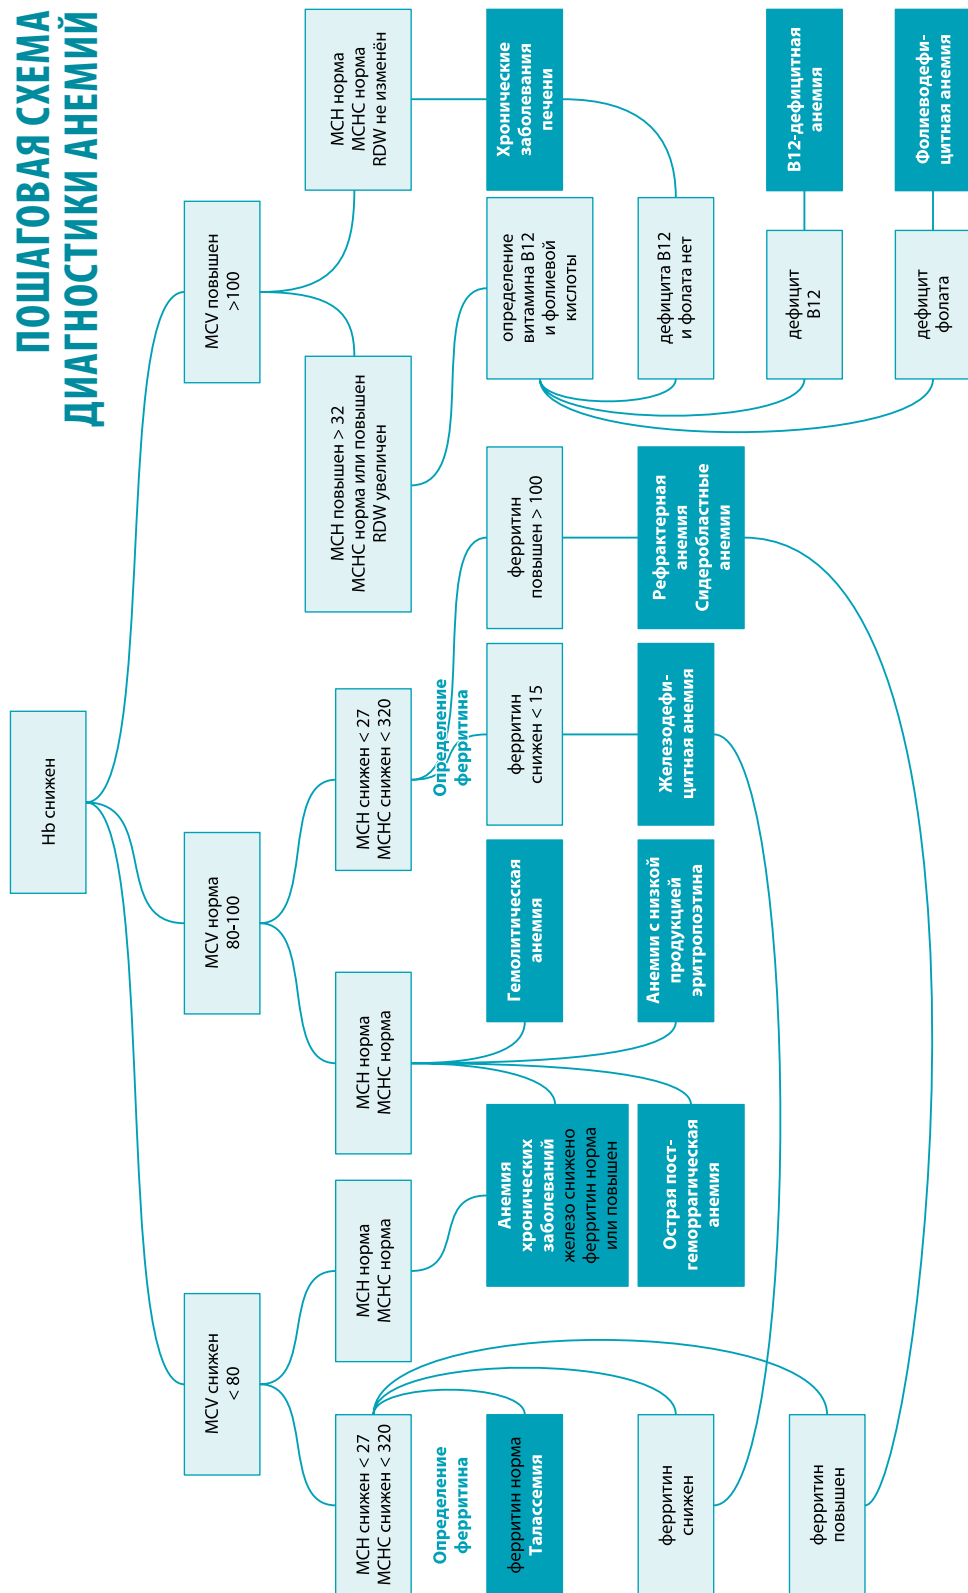 ПОШАГОВАЯ СХЕМА
ДИАГНОСТИКИ АНЕМИЙ
Hb снижен
MCV снижен
< 80
MCV норма
80-100
MCV повышен
>100
MCH снижен < 27
MCHC снижен < 320
MCH норма
MCHC норма
MCH норма
MCHC норма
MCH снижен < 27
MCHC снижен < 320
MCH повышен > 32
MCHC норма или повышен
RDW увеличен
MCH норма
MCHC норма
RDW не изменён
Определение
ферритина
Определение
ферритина
ферритин норма
Талассемия
Анемия
хронических
заболеваний
железо снижено
ферритин норма
или повышен
Гемолитическая
анемия
ферритин
снижен < 15
ферритин
повышен > 100
определение
витамина B12
и фолиевой
кислоты
Хронические
заболевания
печени
ферритин
снижен
Острая пост-
геморрагическая
анемия
Анемии с низкой
продукцией
эритропоэтина
Железодефи-
цитная анемия
Рефрактерная
анемия
Сидеробластные
анемии
дефицита B12
и фолата нет
ферритин
повышен
дефицит
B12
B12-дефицитная
анемия
дефицит
фолата
Фолиеводефи-
цитная анемия